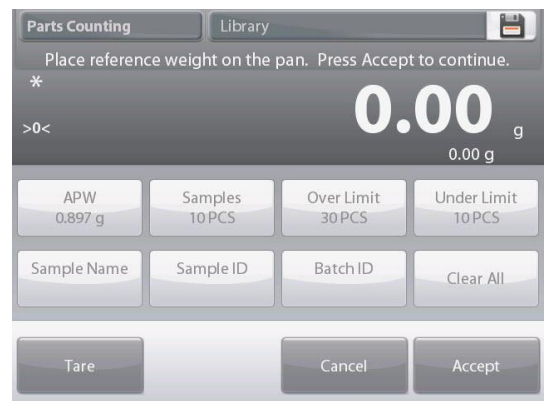 Parts Counting
Library
Place reference weight on the pan. Press Accept to continue.
*
>0<
0.00 g
0.00 g
APW
0.897 g
Samples
10 PCS
Over Limit
30 PCS
Under Limit
10 PCS
Sample Name
Sample ID
Batch ID
Clear All
Tare
Cancel
Accept